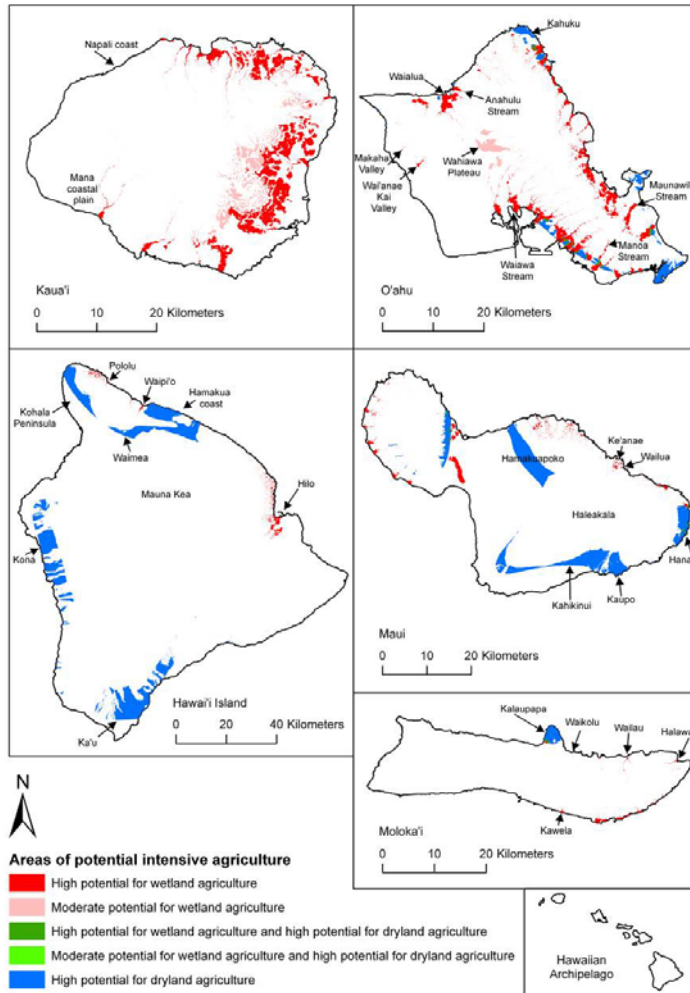 Napali coast
Mana
coastal
plain
Kaua'i
0 10 20 Kilometers
Kahuku
Waialua
Anahulu
Stream
Makaha
Valley
Wahiawa
Plateau
Wai'anae
Kai
Valley
Maunawili
Stream
Manoa
Stream
Waiawa
Stream
O'ahu
0 10 20 Kilometers
Pololu
Waipi'o
Hamakua
coast
Kohala
Peninsula
Waimea
Mauna Kea
Hilo
Kona
Hawai'i Island
0 20 40 Kilometers
Ka'u
Ke'anae
Wailua
Hamakuapoko
Haleakala
Hana
Kaupo
Kahikinui
Maui
0 10 20 Kilometers
Kalaupapa
Waikolu
Wailau
Halawa
Kawela
Moloka'i
0 10 20 Kilometers
N
Areas of potential intensive agriculture
High potential for wetland agriculture
Moderate potential for wetland agriculture
High potential for wetland agriculture and high potential for dryland agriculture
Moderate potential for wetland agriculture and high potential for dryland agriculture
High potential for dryland agriculture
Hawaiian
Archipelago